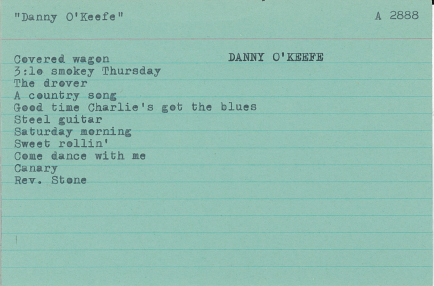 "Danny O'Keefe" A 2888
Covered wagon DANNY O'KEEFE
3:lo smokey Thursday
The drover
A country song
Good time Charlie's got the blues
Steel guitar
Saturday morning
Sweet rollin'
Come dance with me
Canary
Rev. Stone